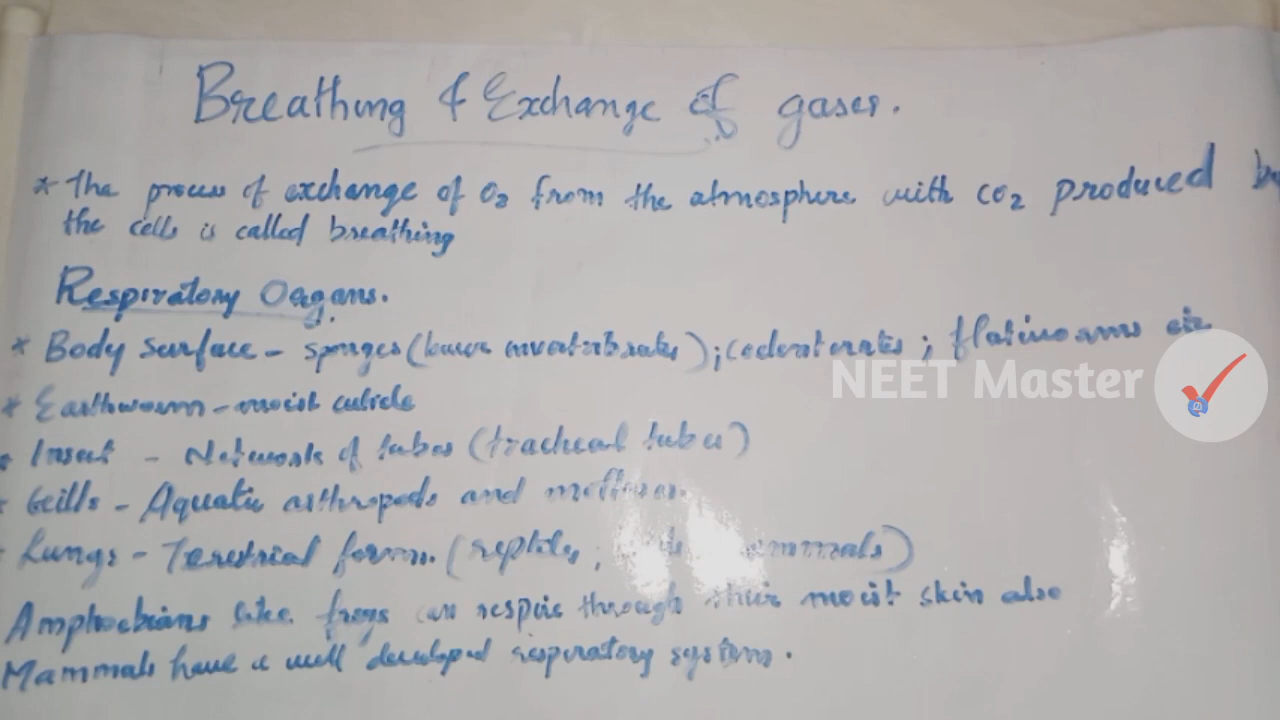 Breathing & Exchange of gases.
* The process of exchange of O2 from the atmosphere with CO2 produced by
the cells is called breathing
Respiratory Organs.
* Body surface - sponges (lower invertebrates); coelenterates; flatworms etc
* Earthworm - moist cuticle
* Insect - Network of tubes (tracheal tubes)
* Gills - Aquatic arthropods and
* Lungs - Terestrial forms. (reptiles, mammals)
Amphibians like frogs can respire through their moist skin also
Mammals have a well developed respiratory system.
NEET Master